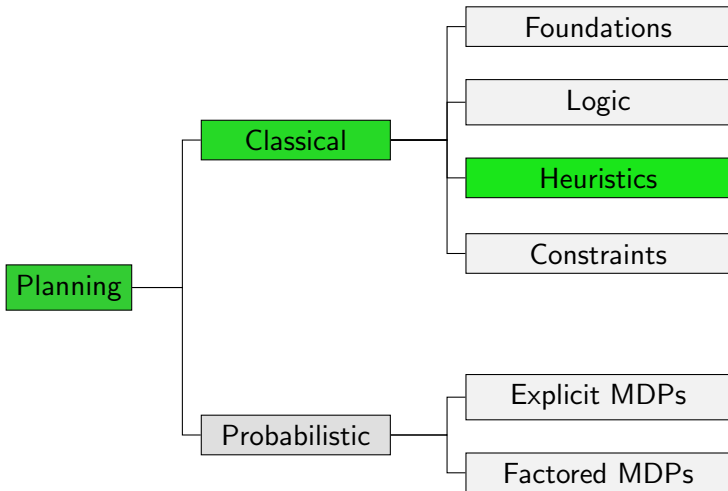 Foundations
Logic
Classical
Heuristics
Constraints
Planning
Explicit MDPs
Probabilistic
Factored MDPs